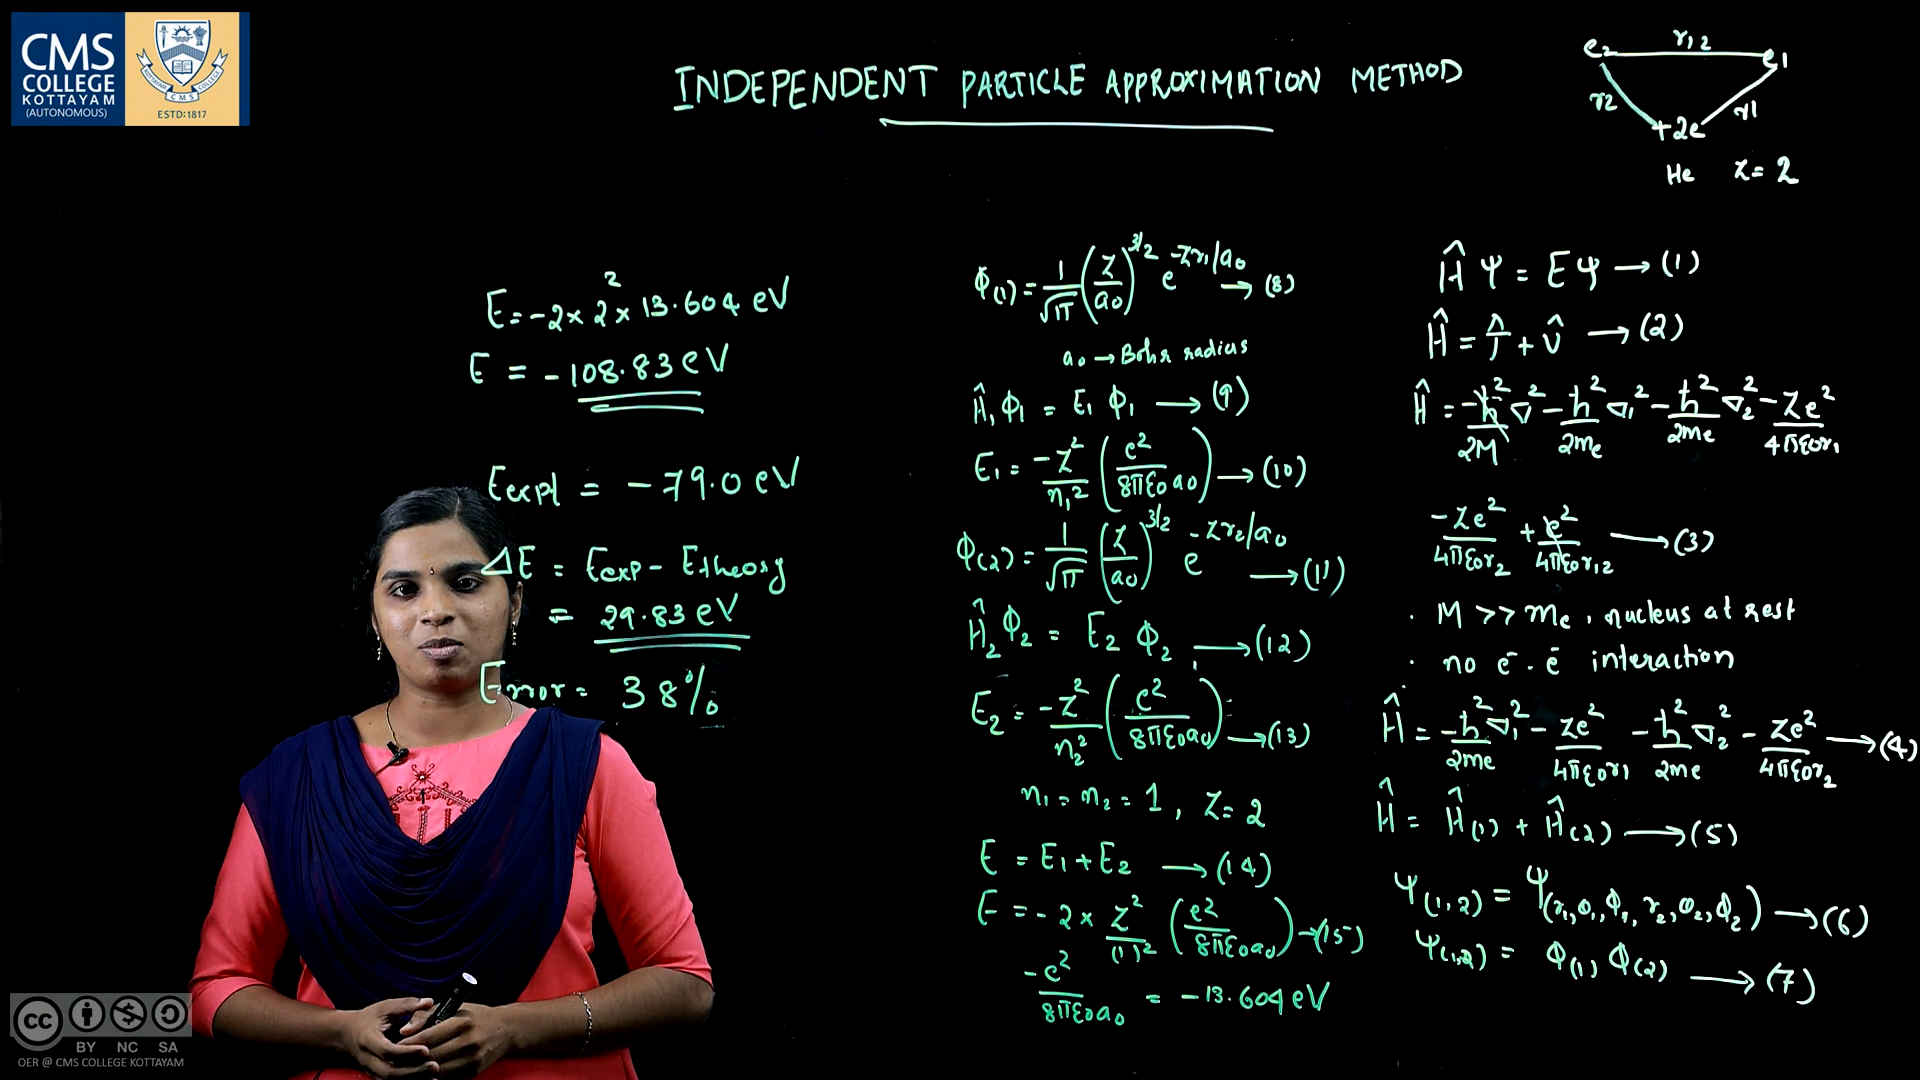 CMS
COLLEGE
KOTTAYAM
(AUTONOMOUS)
CMS
ESTD:1817
INDEPENDENT PARTICLE APPROXIMATION METHOD
e₂ r₁₂ e₁
r₂ r₁
+2e
He Z = 2
Ĥ Ψ = E Ψ → (1)
Ĥ = T̂ + V̂ → (2)
Ĥ = -ħ²/2M ∇² - ħ²/2me ∇₁² - ħ²/2me ∇₂² - Ze²/4πε0r₁
-Ze²/4πε0r₂ + e²/4πε0r₁₂ → (3)
· M >> me, nucleus at rest
· no e⁻ - e⁻ interaction
Ĥ = -ħ²/2me ∇₁² - Ze²/4πε0r₁ - ħ²/2me ∇₂² - Ze²/4πε0r₂ → (4)
Ĥ = Ĥ(1) + Ĥ(2) → (5)
Ψ(1,2) = Ψ(r₁,θ₁,ϕ₁,r₂,θ₂,ϕ₂) → (6)
Ψ(1,2) = Φ(1) Φ(2) → (7)
Φ(1) = 1/√π (Z/a₀)^3/2 e^-Zr₁/a₀ → (8)
a₀ → Bohr radius
Ĥ₁ Φ₁ = E₁ Φ₁ → (9)
E₁ = -Z²/n₁² (e²/8πε0a₀) → (10)
Φ(2) = 1/√π (Z/a₀)^3/2 e^-Zr₂/a₀ → (11)
Ĥ₂ Φ₂ = E₂ Φ₂ → (12)
E₂ = -Z²/n₂² (e²/8πε0a₀) → (13)
n₁ = n₂ = 1, Z = 2
E = E₁ + E₂ → (14)
E = -2 × Z²/(1)² (e²/8πε0a₀) → (15)
-e²/8πε0a₀ = -13.604 eV
E = -2 × 2² × 13.604 eV
E = -108.83 eV
Eexpl = -79.0 eV
ΔE = Eexp - Etheory
= 29.83 eV
Error = 38%
cc BY NC SA
OER @ CMS COLLEGE KOTTAYAM